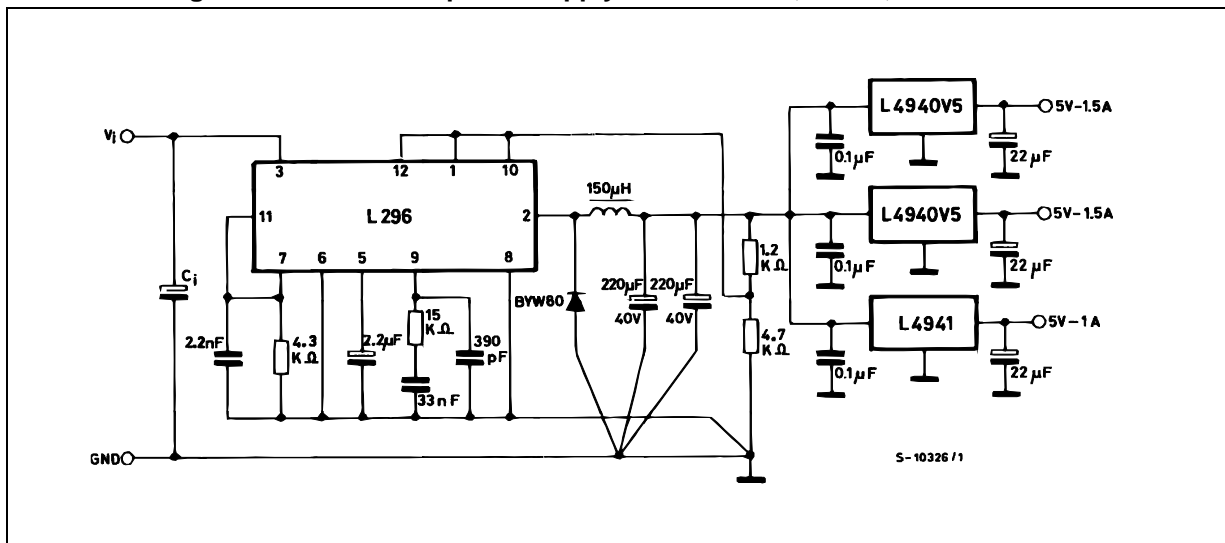 Vi
3
12
1
10
L296
11
2
7
6
5
9
8
Ci
2.2nF
4.3
KΩ
2.2µF
15
KΩ
33nF
390
pF
BYW80
150µH
220µF
40V
220µF
40V
1.2
KΩ
4.7
KΩ
L4940V5
0.1µF
22µF
5V-1.5A
L4940V5
0.1µF
22µF
5V-1.5A
L4941
0.1µF
22µF
5V-1A
GND
S-10326/1